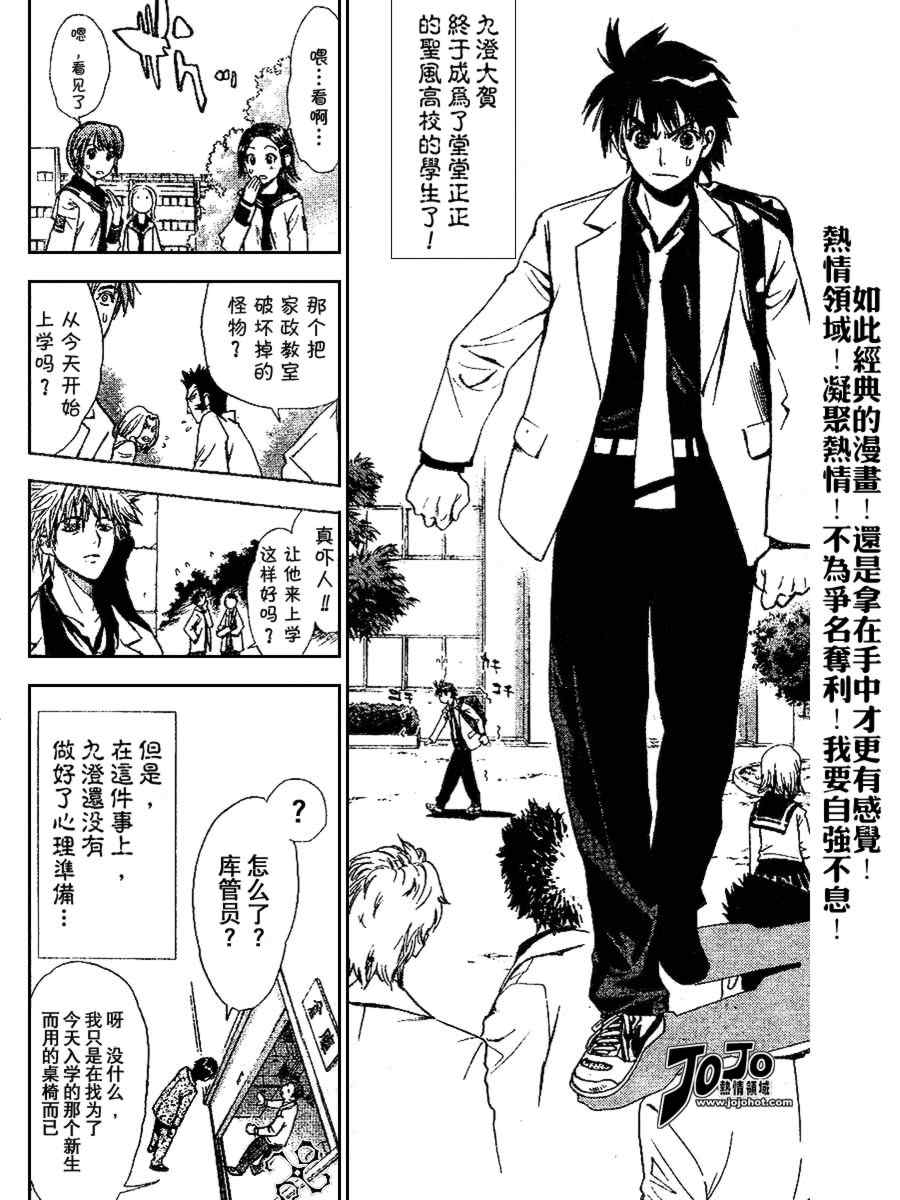 如此經典的漫畫！還是拿在手中才更有感覺！
熱情領域！凝聚熱情！不為爭名奪利！我要自強不息！
九澄大賀
終于成爲了堂堂正正
的聖風高校的學生了！
喂…看啊…
嗯，看见了
那个把
家政教室
破坏掉的
怪物？
从今天开始
上学吗？
真吓人!!
让他来上学
这样好吗？
コキ
コキ
但是，
在這件事上，
九澄還没有
做好了心理準備…
？
怎么了？
库管员？
呀 没什么，
我只是在找为了
今天入学的那个新生
而用的桌椅而已
JOJO
熱情領域
www.jojohot.com